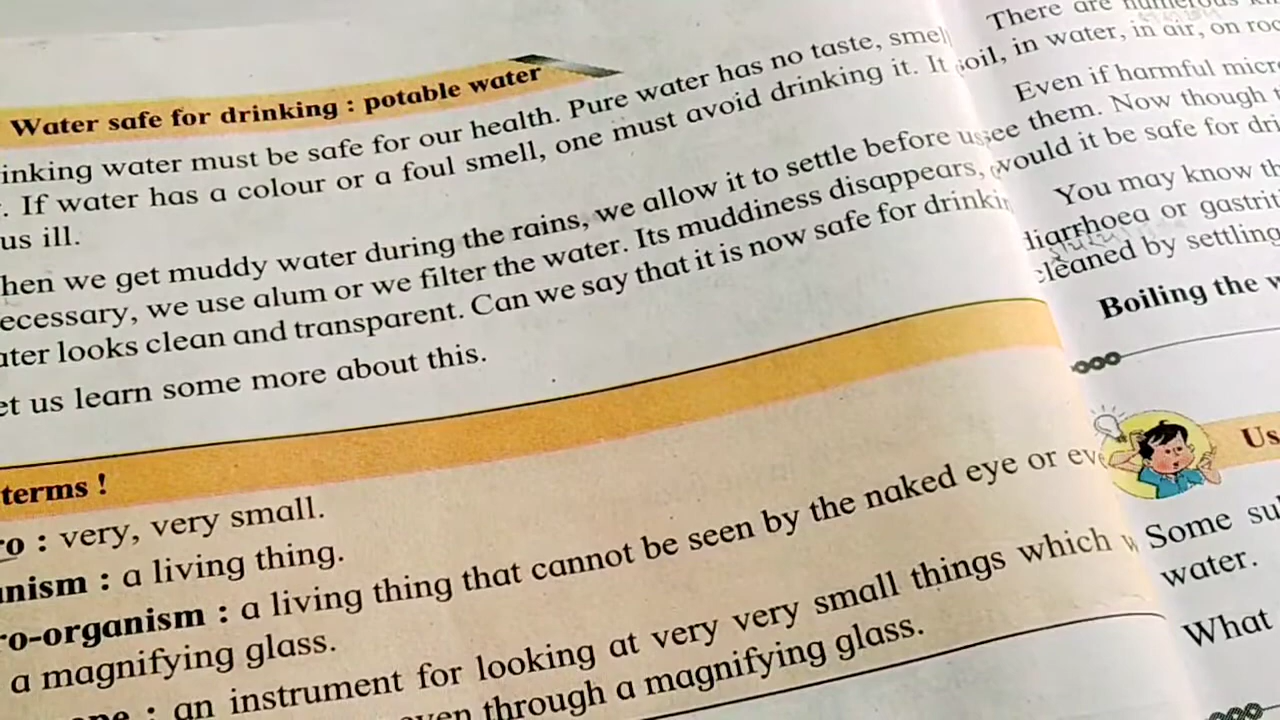 Water safe for drinking : potable water
inking water must be safe for our health. Pure water has no taste, smell
. If water has a colour or a foul smell, one must avoid drinking it. It
us ill.
hen we get muddy water during the rains, we allow it to settle before us
ecessary, we use alum or we filter the water. Its muddiness disappears,
ater looks clean and transparent. Can we say that it is now safe for drinkin
et us learn some more about this.
terms !
ro : very, very small.
nism : a living thing.
ro-organism : a living thing that cannot be seen by the naked eye or ev
a magnifying glass.
: an instrument for looking at very very small things which
even through a magnifying glass.
There are numerous
soil, in water, in air, on roc
Even if harmful micr
see them. Now though t
would it be safe for dri
You may know th
diarrhoea or gastrit
cleaned by settling
Boiling the w
Us
Some su
water.
What